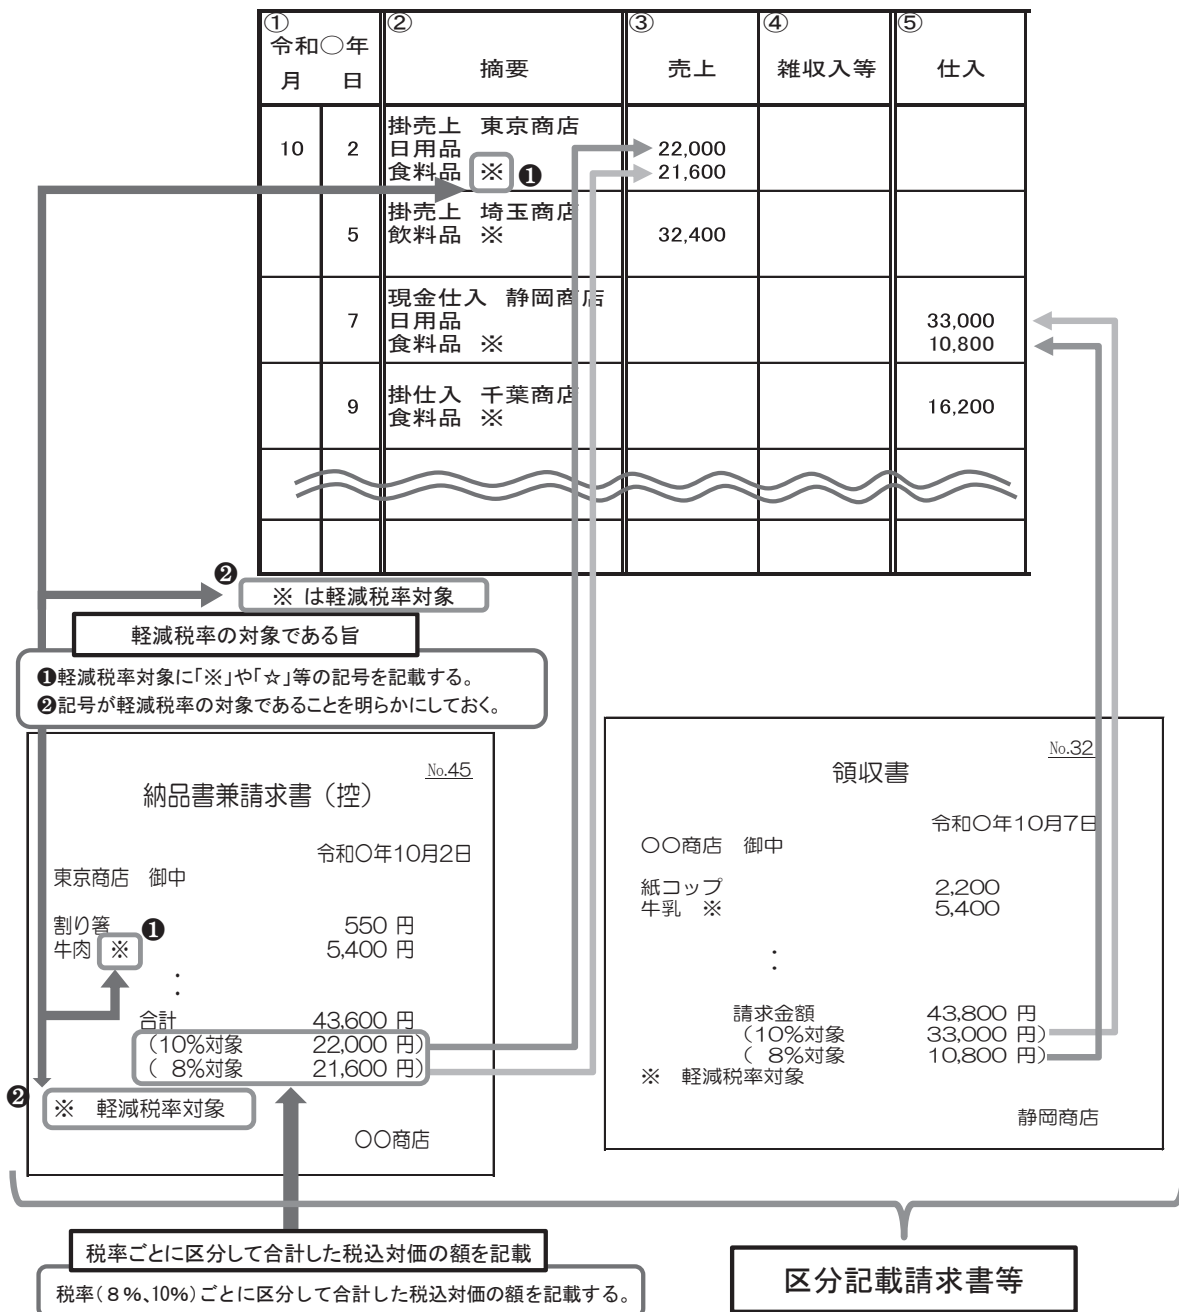 ① ② ③ ④ ⑤
令和○年
月 日 摘要 売上 雑収入等 仕入
掛売上 東京商店
10 2 日用品 22,000
食料品 ※ ❶ 21,600
掛売上 埼玉商店
5 飲料品 ※ 32,400
現金仕入 静岡商店
7 日用品 33,000
食料品 ※ 10,800
掛仕入 千葉商店
9 食料品 ※ 16,200
❷ ※ は軽減税率対象
軽減税率の対象である旨
❶軽減税率対象に「※」や「☆」等の記号を記載する。
❷記号が軽減税率の対象であることを明らかにしておく。
No.45
納品書兼請求書（控）
令和○年10月2日
東京商店 御中
割り箸 550 円
牛肉 ※ ❶ 5,400 円
：
合計 43,600 円
（10％対象 22,000 円）
（ 8％対象 21,600 円）
❷ ※ 軽減税率対象
○○商店
No.32
領収書
令和○年10月7日
○○商店 御中
紙コップ 2,200
牛乳 ※ 5,400
：
請求金額 43,800 円
（10％対象 33,000 円）
（ 8％対象 10,800 円）
※ 軽減税率対象
静岡商店
税率ごとに区分して合計した税込対価の額を記載
税率（８％、10％）ごとに区分して合計した税込対価の額を記載する。
区分記載請求書等